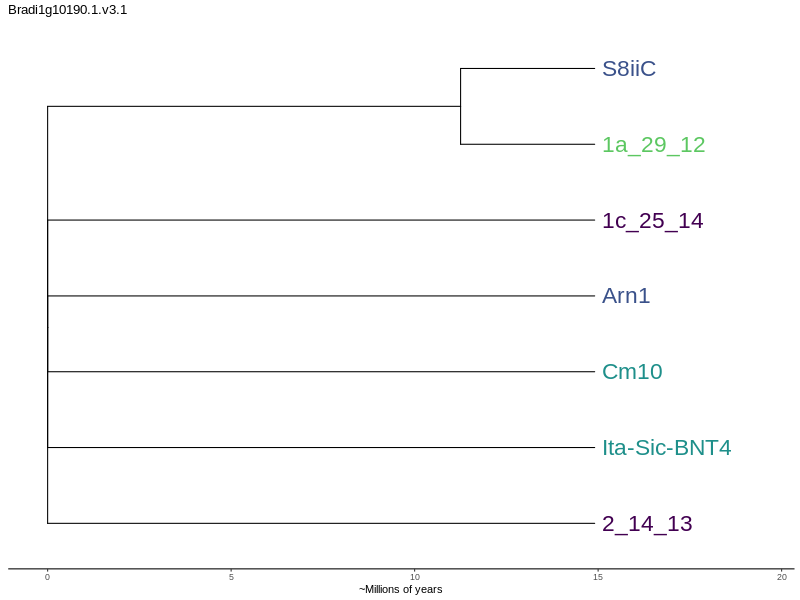 Bradi1g10190.1.v3.1
S8iiC
1a_29_12
1c_25_14
Arn1
Cm10
Ita-Sic-BNT4
2_14_13
0 5 10 15 20
~Millions of years